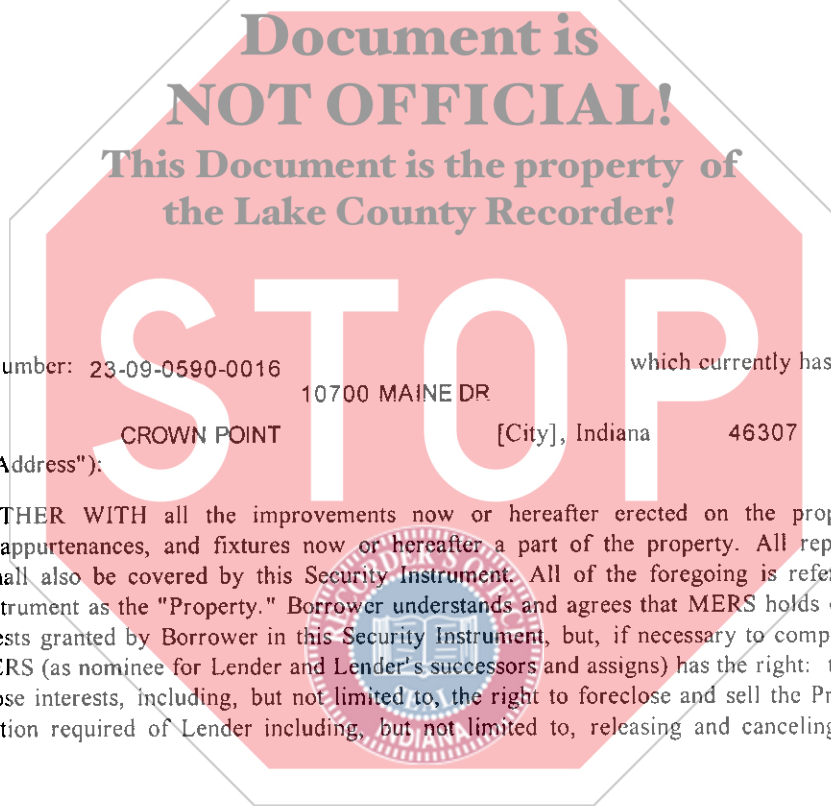 Document is
NOT OFFICIAL!
This Document is the property of
the Lake County Recorder!
STOP
umber: 23-09-0590-0016 which currently has
10700 MAINE DR
CROWN POINT [City], Indiana 46307
Address"):
THER WITH all the improvements now or hereafter erected on the prop
appurtenances, and fixtures now or hereafter a part of the property. All rep
all also be covered by this Security Instrument. All of the foregoing is refe
trument as the "Property." Borrower understands and agrees that MERS holds
ests granted by Borrower in this Security Instrument, but, if necessary to comp
ERS (as nominee for Lender and Lender's successors and assigns) has the right: t
ose interests, including, but not limited to, the right to foreclose and sell the Pr
tion required of Lender including, but not limited to, releasing and canceling
RECORDER'S OFFICE
INDIANA